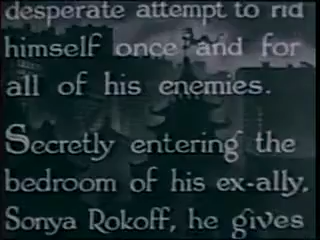 desperate attempt to rid
himself once and for
all of his enemies.
Secretly entering the
bedroom of his ex-ally,
Sonya Rokoff, he gives